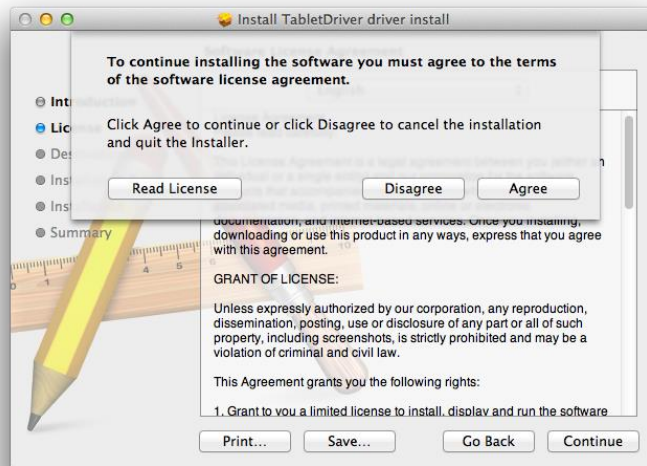 Install TabletDriver driver install
To continue installing the software you must agree to the terms
of the software license agreement.
Click Agree to continue or click Disagree to cancel the installation
and quit the Installer.
Read License
Disagree
Agree
Software License Agreement
English
Introduction
License
Summary
documentation, and internet-based services. Once you installing,
downloading or use this product in any ways, express that you agree
with this agreement.
GRANT OF LICENSE:
Unless expressly authorized by our corporation, any reproduction,
dissemination, posting, use or disclosure of any part or all of such
property, including screenshots, is strictly prohibited and may be a
violation of criminal and civil law.
This Agreement grants you the following rights:
1. Grant to you a limited license to install, display and run the software
4
5
Print...
Save...
Go Back
Continue